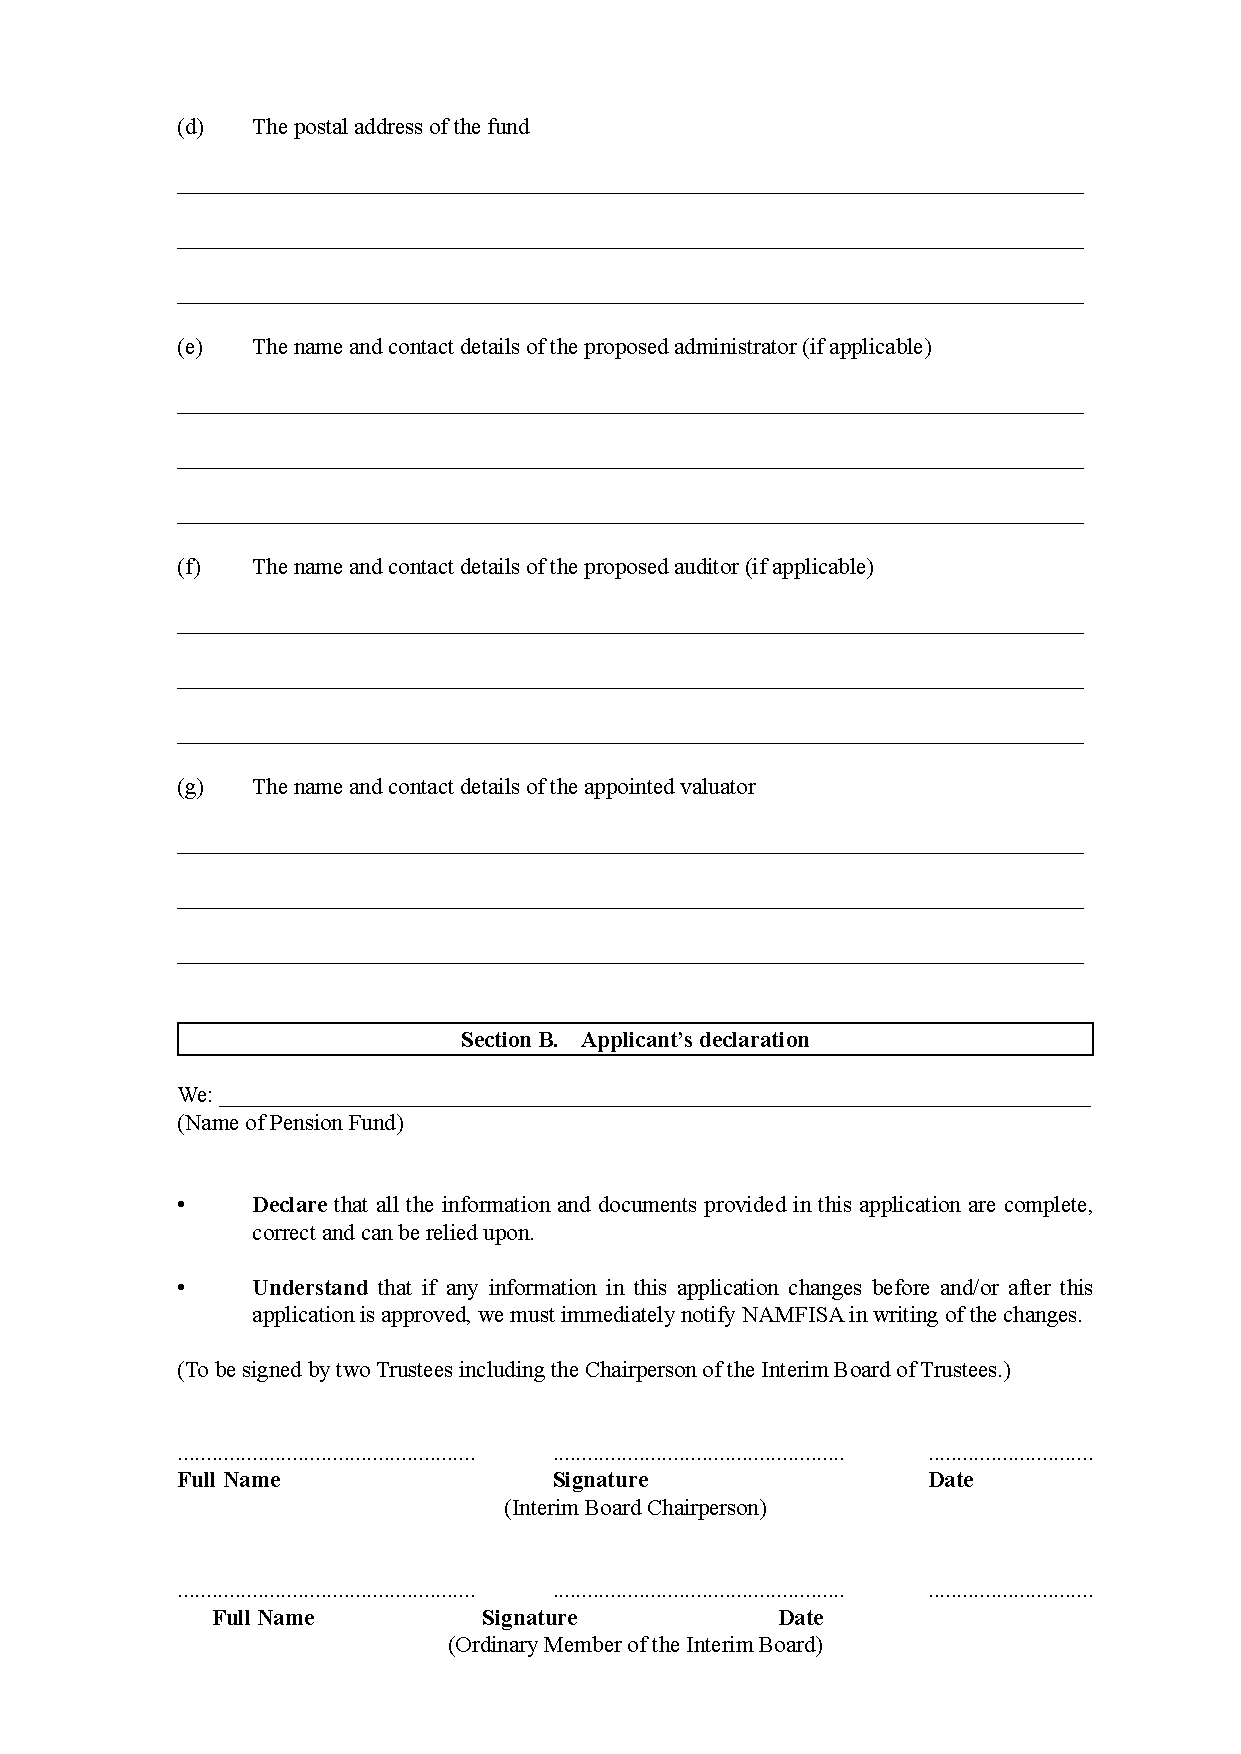 (d) The postal address of the fund
(e) The name and contact details of the proposed administrator (if applicable)
(f) The name and contact details of the proposed auditor (if applicable)
(g) The name and contact details of the appointed valuator
Section B. Applicant’s declaration
We:
(Name of Pension Fund)
• Declare that all the information and documents provided in this application are complete,
correct and can be relied upon.
• Understand that if any information in this application changes before and/or after this
application is approved, we must immediately notify NAMFISA in writing of the changes.
(To be signed by two Trustees including the Chairperson of the Interim Board of Trustees.)
Full Name Signature Date
(Interim Board Chairperson)
Full Name Signature Date
(Ordinary Member of the Interim Board)